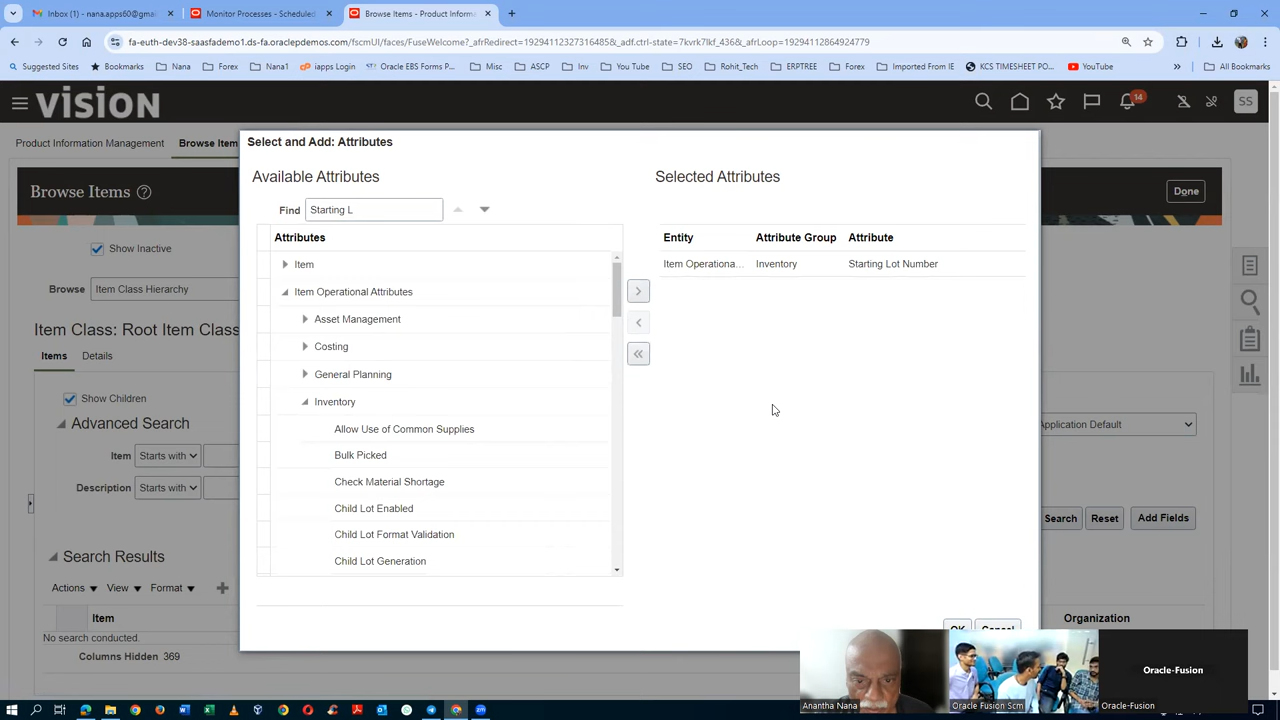 Inbox (1) - nana.apps60@gmail
Monitor Processes - Scheduled
Browse Items - Product Informa
fa-euth-dev38-saasfademo1.ds-fa.oraclepdemos.com/fscmUI/faces/FuseWelcome?_afrRedirect=19294112327316485&_adf.ctrl-state=7kvrk7lkf_436&_afrLoop=19294112864924779
Suggested Sites
Bookmarks
Nana
Forex
Nana1
iapps Login
Oracle EBS Forms P...
Misc
ASCP
Inv
You Tube
SEO
Rohit_Tech
ERPTREE
Forex
Imported From IE
KCS TIMESHEET PO...
YouTube
All Bookmarks
VISION
14
SS
Product Information Management
Browse Item
Browse Items
Done
Show Inactive
Browse Item Class Hierarchy
Item Class: Root Item Class
Items
Details
Show Children
Advanced Search
Item Starts with
Description Starts with
Application Default
Search
Reset
Add Fields
Search Results
Actions
View
Format
Item
Organization
No search conducted.
Columns Hidden 369
Select and Add: Attributes
Available Attributes
Find Starting L
Attributes
Item
Item Operational Attributes
Asset Management
Costing
General Planning
Inventory
Allow Use of Common Supplies
Bulk Picked
Check Material Shortage
Child Lot Enabled
Child Lot Format Validation
Child Lot Generation
Selected Attributes
Entity Attribute Group Attribute
Item Operationa... Inventory Starting Lot Number
OK
Cancel
Anantha Nana
Oracle Fusion Scm
Oracle-Fusion
Oracle-Fusion